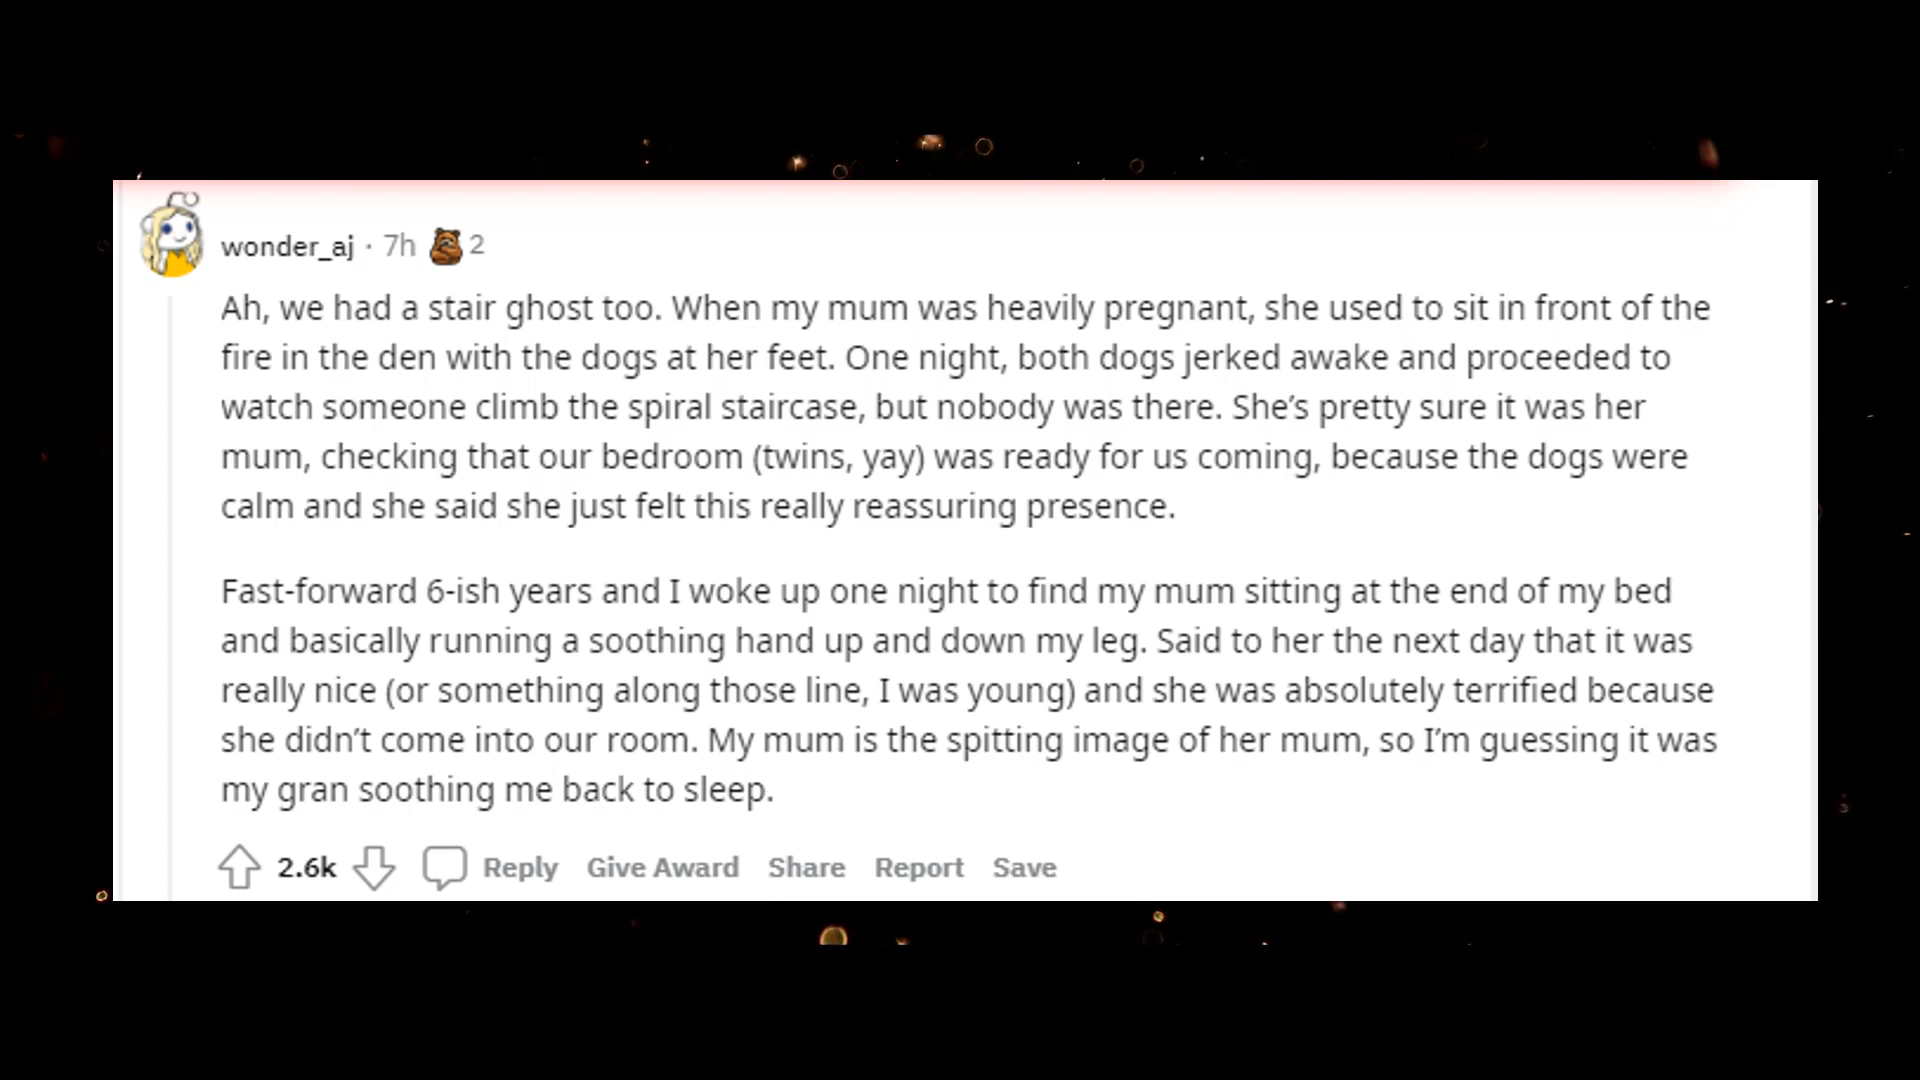 wonder_aj · 7h 2
Ah, we had a stair ghost too. When my mum was heavily pregnant, she used to sit in front of the
fire in the den with the dogs at her feet. One night, both dogs jerked awake and proceeded to
watch someone climb the spiral staircase, but nobody was there. She’s pretty sure it was her
mum, checking that our bedroom (twins, yay) was ready for us coming, because the dogs were
calm and she said she just felt this really reassuring presence.
Fast-forward 6-ish years and I woke up one night to find my mum sitting at the end of my bed
and basically running a soothing hand up and down my leg. Said to her the next day that it was
really nice (or something along those line, I was young) and she was absolutely terrified because
she didn’t come into our room. My mum is the spitting image of her mum, so I’m guessing it was
my gran soothing me back to sleep.
2.6k Reply Give Award Share Report Save